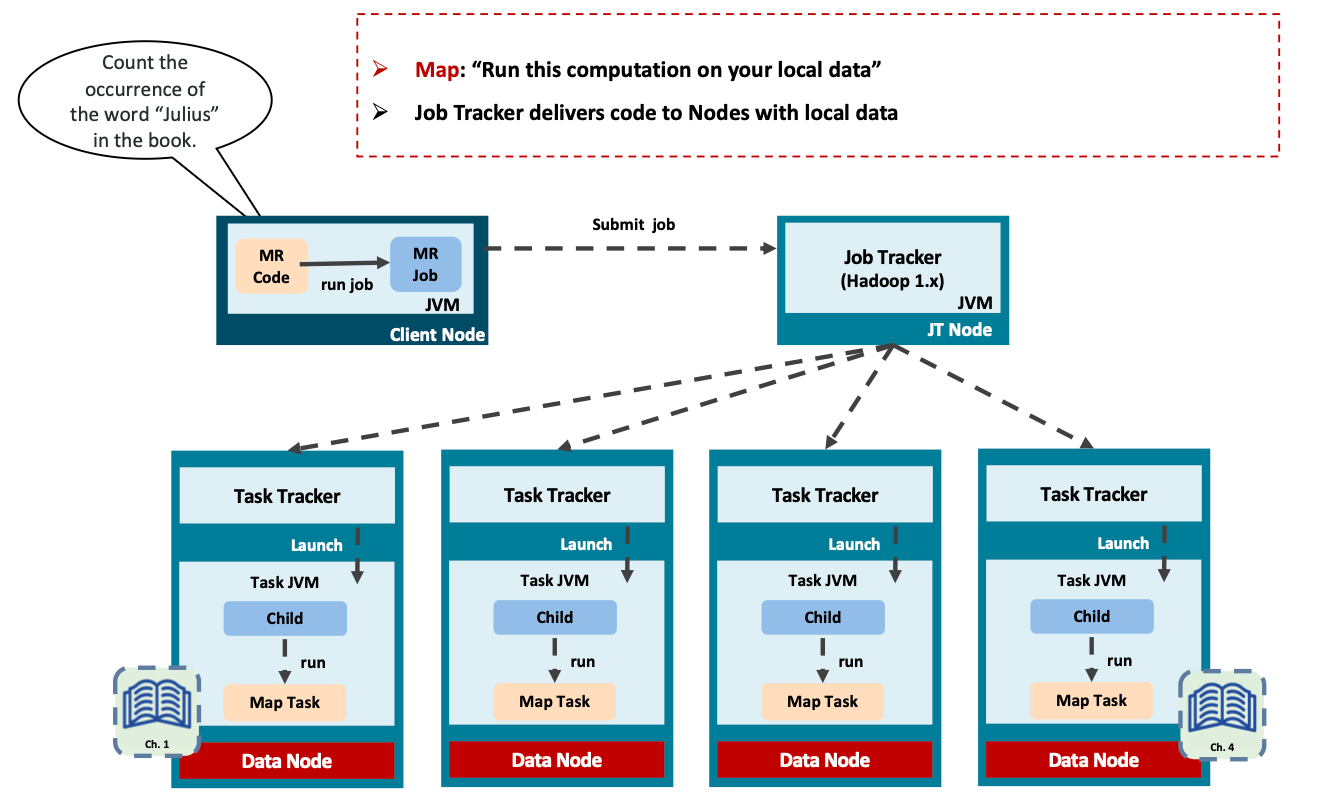 Count the
occurrence of
the word “Julius”
in the book.
Map: “Run this computation on your local data”
Job Tracker delivers code to Nodes with local data
MR
Code
run job
MR
Job
JVM
Client Node
Submit job
Job Tracker
(Hadoop 1.x)
JVM
JT Node
Task Tracker
Launch
Task JVM
Child
run
Map Task
Ch. 1
Data Node
Task Tracker
Launch
Task JVM
Child
run
Map Task
Data Node
Task Tracker
Launch
Task JVM
Child
run
Map Task
Data Node
Task Tracker
Launch
Task JVM
Child
run
Map Task
Ch. 4
Data Node